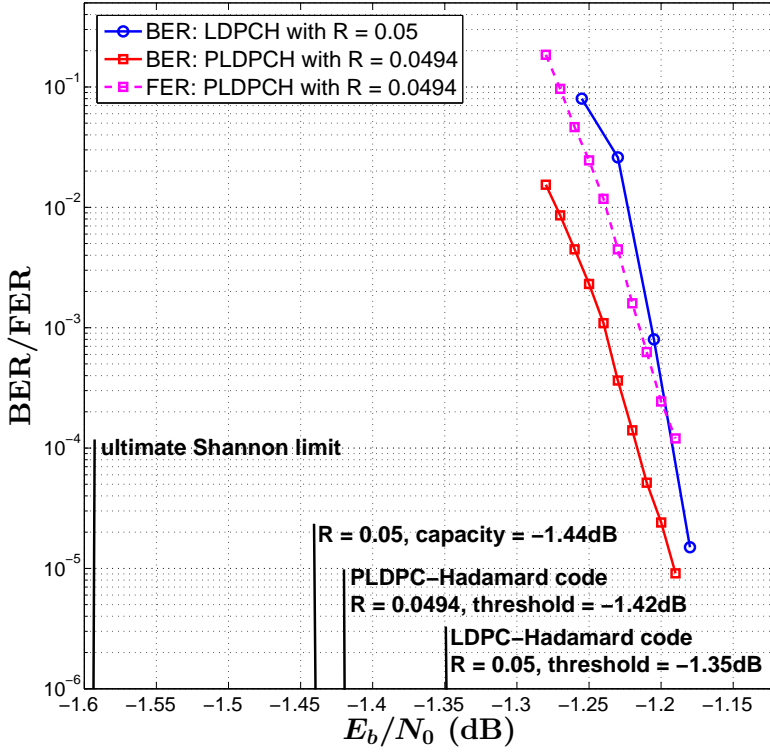 BER: LDPCH with R = 0.05
BER: PLDPCH with R = 0.0494
FER: PLDPCH with R = 0.0494
10^{-1}
10^{-2}
10^{-3}
10^{-4}
10^{-5}
10^{-6}
BER/FER
ultimate Shannon limit
R = 0.05, capacity = −1.44dB
PLDPC−Hadamard code
R = 0.0494, threshold = −1.42dB
LDPC−Hadamard code
R = 0.05, threshold = −1.35dB
−1.6 −1.55 −1.5 −1.45 −1.4 −1.35 −1.3 −1.25 −1.2 −1.15
E_b/N_0 (dB)